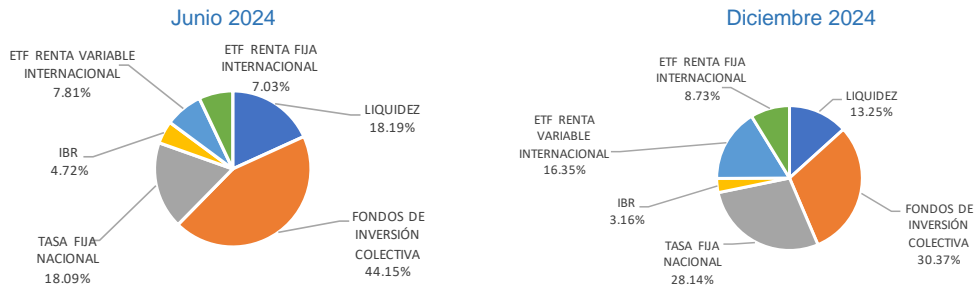 Junio 2024
ETF RENTA VARIABLE
INTERNACIONAL
7.81%
ETF RENTA FIJA
INTERNACIONAL
7.03%
LIQUIDEZ
18.19%
IBR
4.72%
TASA FIJA
NACIONAL
18.09%
FONDOS DE
INVERSIÓN
COLECTIVA
44.15%
Diciembre 2024
ETF RENTA FIJA
INTERNACIONAL
8.73%
LIQUIDEZ
13.25%
ETF RENTA
VARIABLE
INTERNACIONAL
16.35%
IBR
3.16%
TASA FIJA
NACIONAL
28.14%
FONDOS DE
INVERSIÓN
COLECTIVA
30.37%